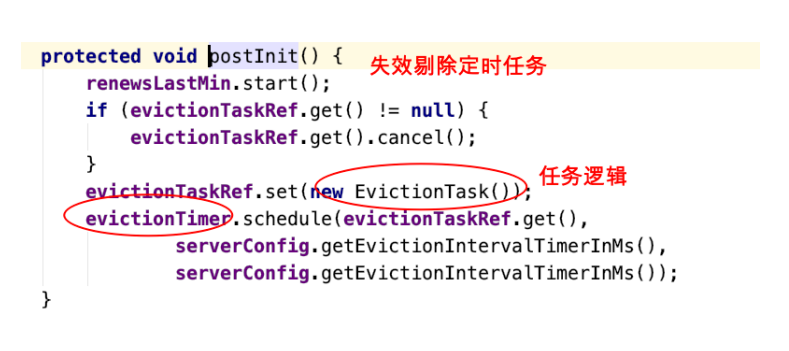 protected void postInit() {
失效剔除定时任务
renewsLastMin.start();
if (evictionTaskRef.get() != null) {
evictionTaskRef.get().cancel();
}
任务逻辑
evictionTaskRef.set(new EvictionTask());
evictionTimer.schedule(evictionTaskRef.get(),
serverConfig.getEvictionIntervalTimerInMs(),
serverConfig.getEvictionIntervalTimerInMs());
}